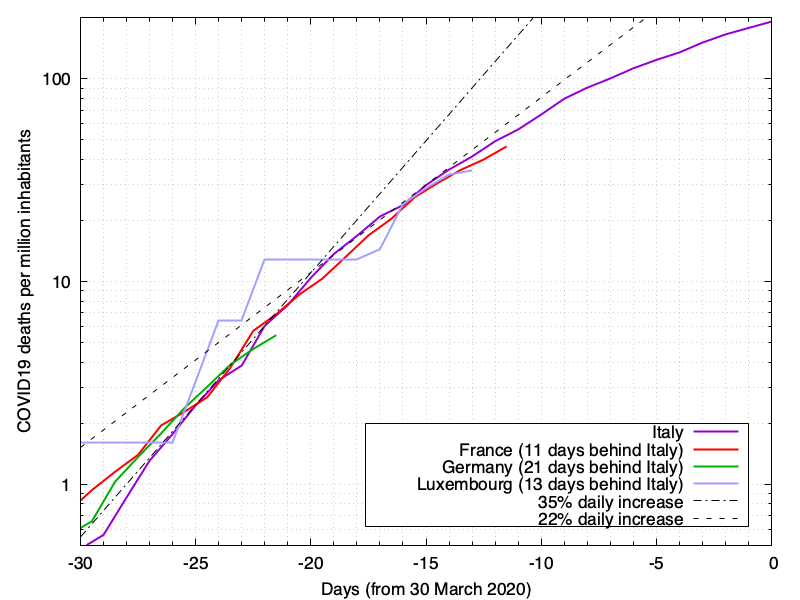 COVID19 deaths per million inhabitants
100
10
1
Italy
France (11 days behind Italy)
Germany (21 days behind Italy)
Luxembourg (13 days behind Italy)
35% daily increase
22% daily increase
-30 -25 -20 -15 -10 -5 0
Days (from 30 March 2020)